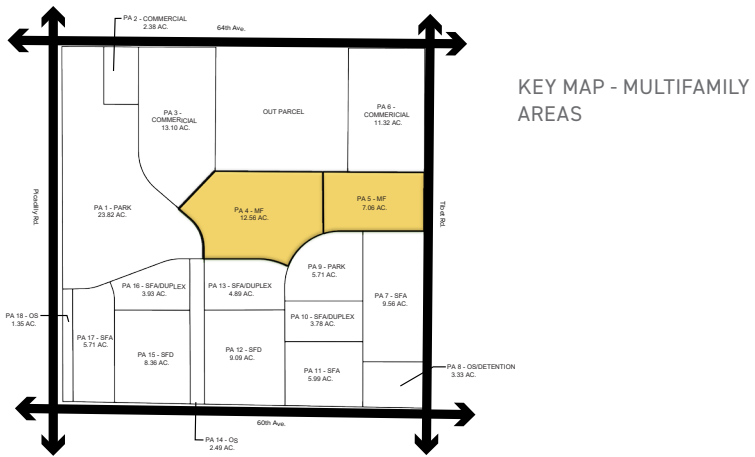 PA 2 - COMMERCIAL
2.38 AC.
64th Ave.
KEY MAP - MULTIFAMILY
AREAS
PA 3 -
COMMERICIAL
13.10 AC.
OUT PARCEL
PA 6 -
COMMERICIAL
11.32 AC.
PA 1 - PARK
23.82 AC.
PA 4 - MF
12.56 AC.
PA 5 - MF
7.06 AC.
Picadilly Rd.
Tibet Rd.
PA 9 - PARK
5.71 AC.
PA 16 - SFA/DUPLEX
3.93 AC.
PA 13 - SFA/DUPLEX
4.89 AC.
PA 7 - SFA
9.56 AC.
PA 18 - OS
1.35 AC.
PA 10 - SFA/DUPLEX
3.78 AC.
PA 17 - SFA
5.71 AC.
PA 15 - SFD
8.36 AC.
PA 12 - SFD
9.09 AC.
PA 11 - SFA
5.99 AC.
PA 8 - OS/DETENTION
3.33 AC.
60th Ave.
PA 14 - OS
2.49 AC.